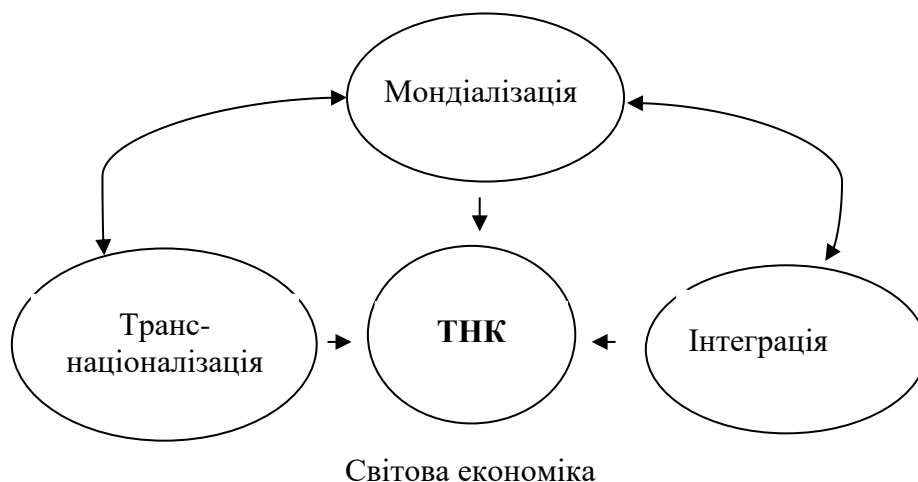 Мондіалізація
Транс-
націоналізація
ТНК
Інтеграція
Світова економіка